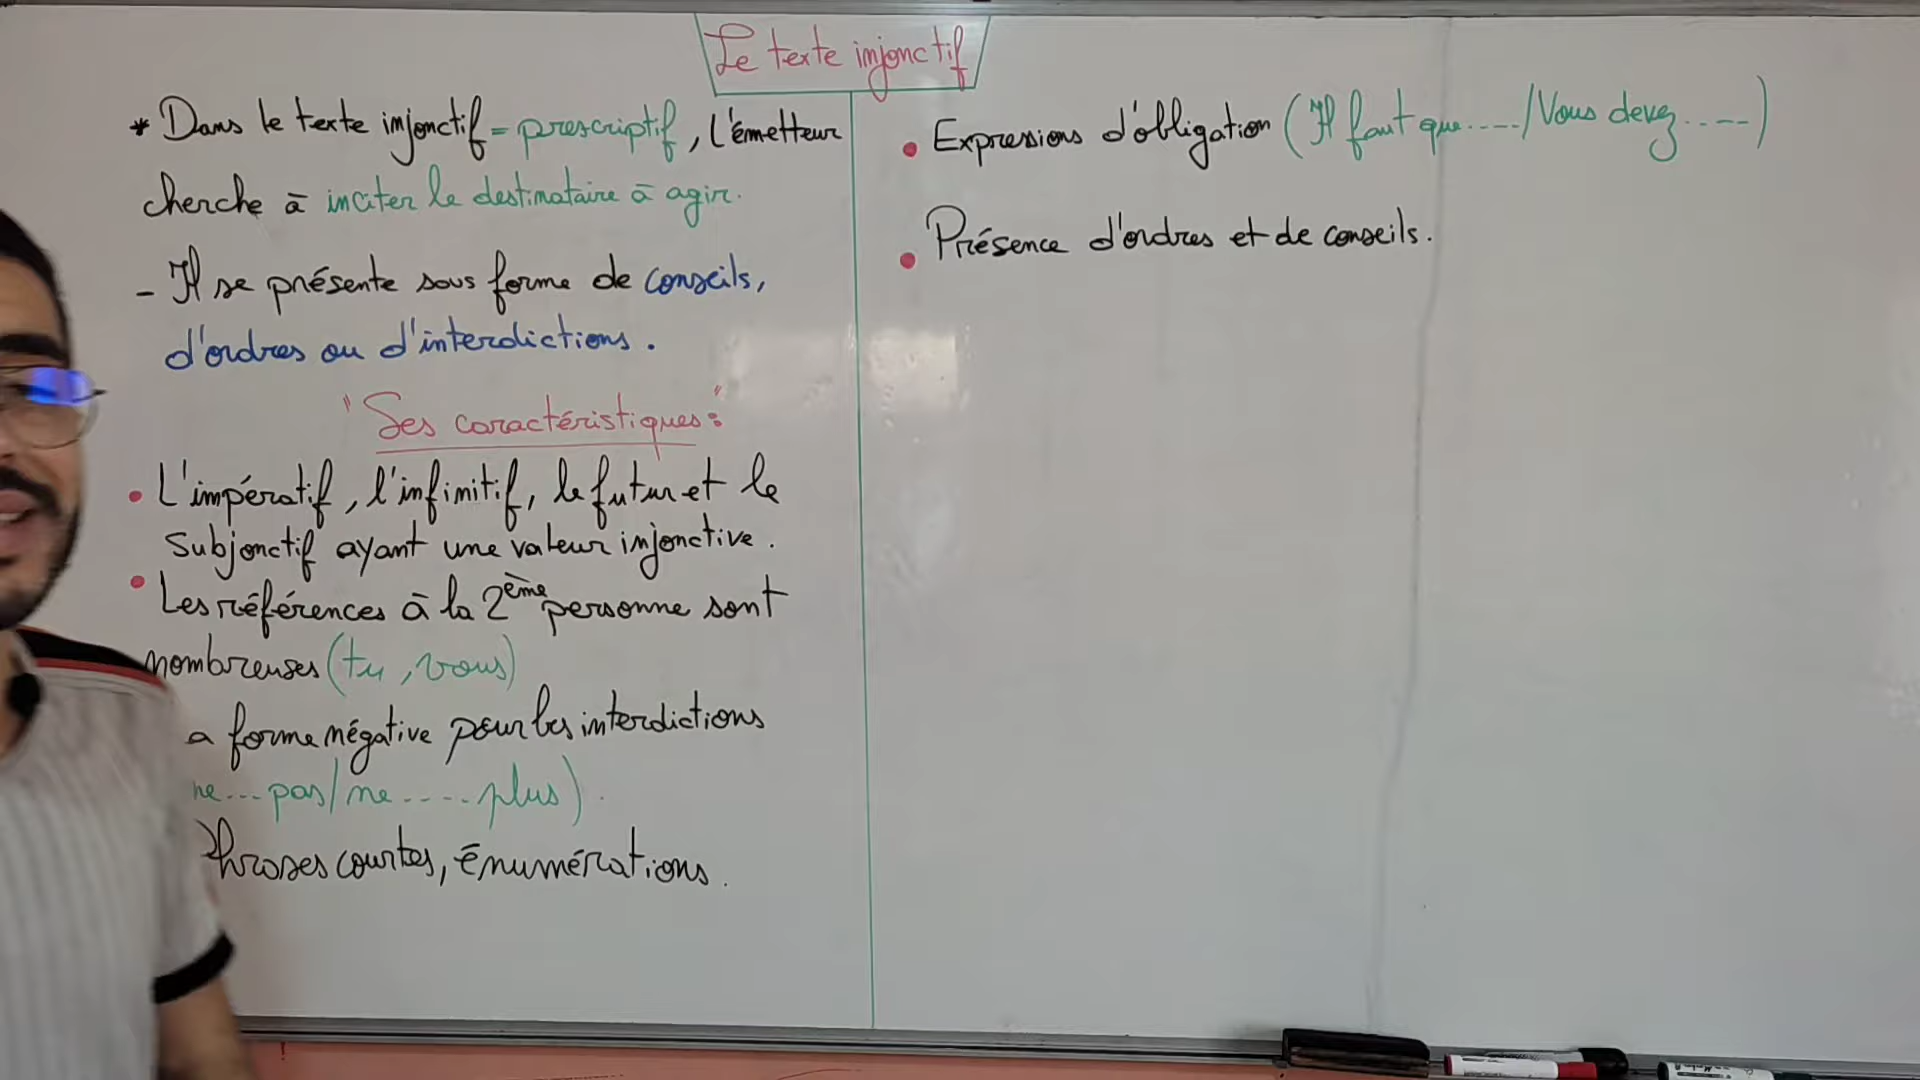 Le texte injonctif
* Dans le texte injonctif = prescriptif, l'émetteur
cherche à inciter le destinataire à agir.
- Il se présente sous forme de conseils,
d'ordres ou d'interdictions.
"Ses caractéristiques:"
• L'impératif, l'infinitif, le futur et le
subjonctif ayant une valeur injonctive.
• Les références à la 2ème personne sont
nombreuses (tu, vous)
a forme négative pour les interdictions
ne... pas/ ne .... plus).
Phrases courtes, énumérations.
• Expressions d'obligation (Il faut que...../Vous devez.....)
• Présence d'ordres et de conseils.